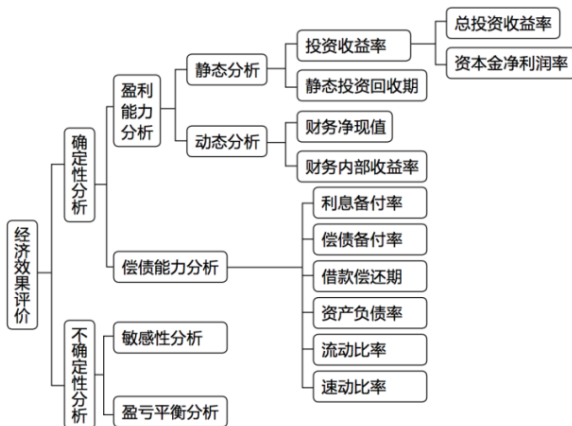 经济效果评价
确定性分析
盈利
能力
分析
静态分析
投资收益率
总投资收益率
资本金净利润率
静态投资回收期
动态分析
财务净现值
财务内部收益率
偿债能力分析
利息备付率
偿债备付率
借款偿还期
资产负债率
流动比率
速动比率
不确定性分析
敏感性分析
盈亏平衡分析